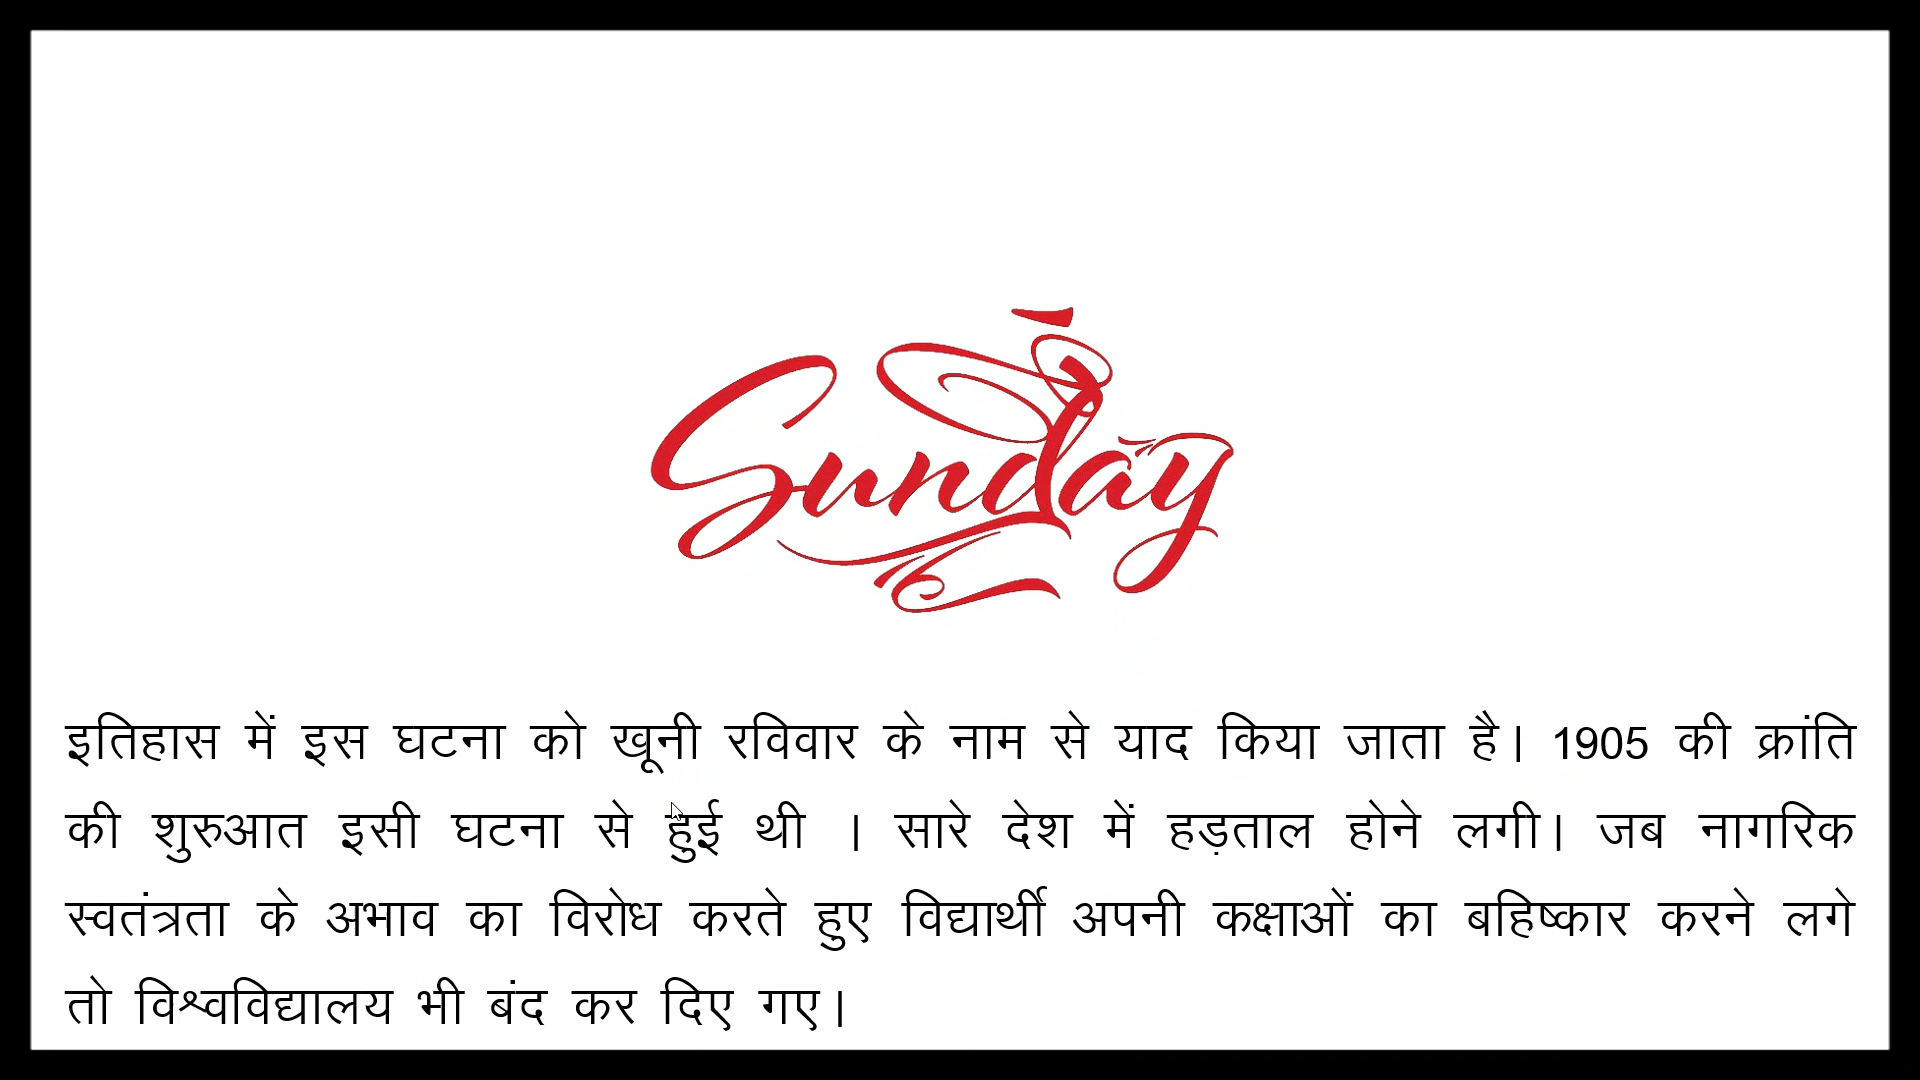 Sunday
इतिहास में इस घटना को खूनी रविवार के नाम से याद किया जाता है। 1905 की क्रांति
की शुरुआत इसी घटना से हुई थी । सारे देश में हड़ताल होने लगी। जब नागरिक
स्वतंत्रता के अभाव का विरोध करते हुए विद्यार्थी अपनी कक्षाओं का बहिष्कार करने लगे
तो विश्वविद्यालय भी बंद कर दिए गए।